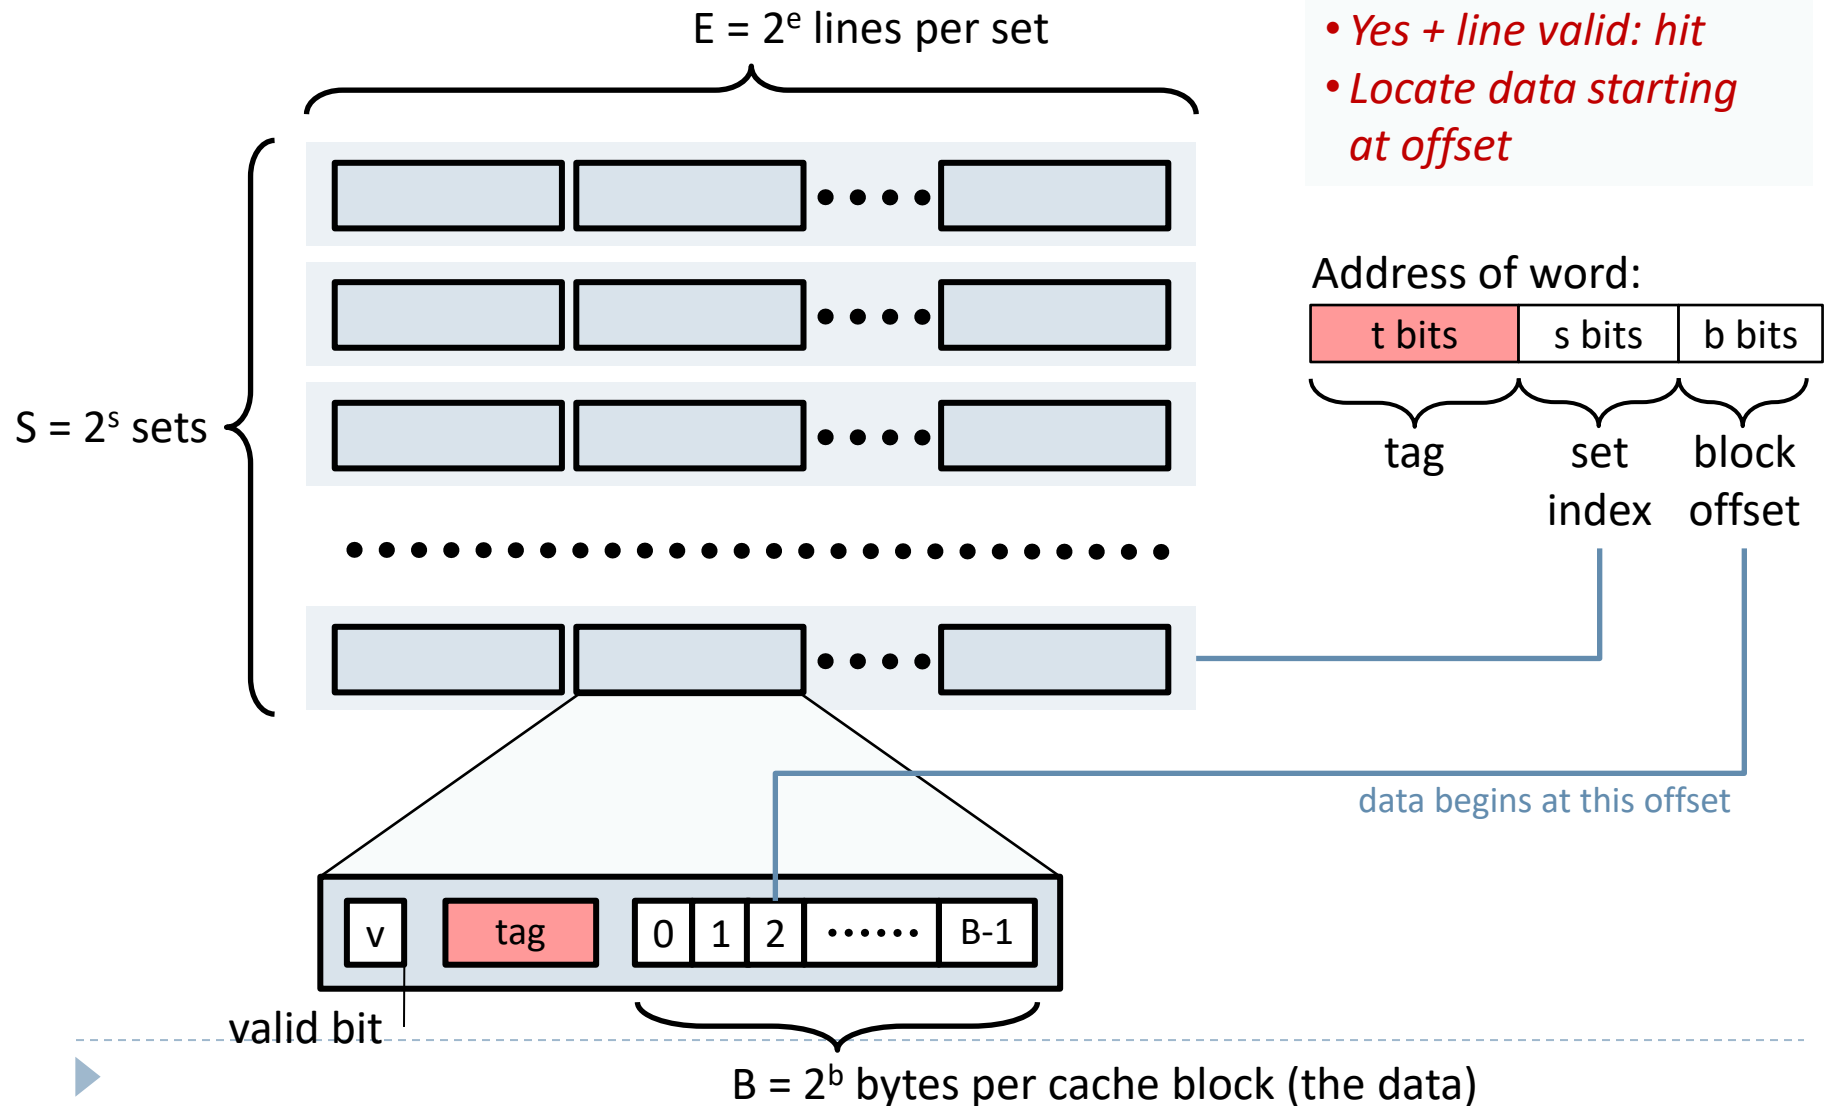 E = 2ᵉ lines per set
• Yes + line valid: hit
• Locate data starting
at offset
Address of word:
t bits s bits b bits
S = 2ˢ sets
tag set block
index offset
data begins at this offset
v tag 0 1 2 •••••• B-1
valid bit
B = 2ᵇ bytes per cache block (the data)